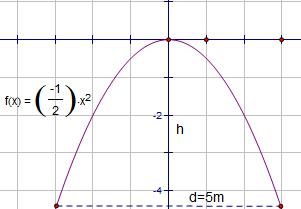 f(x) = (-1/2)·x²
-2
h
d=5m
-4